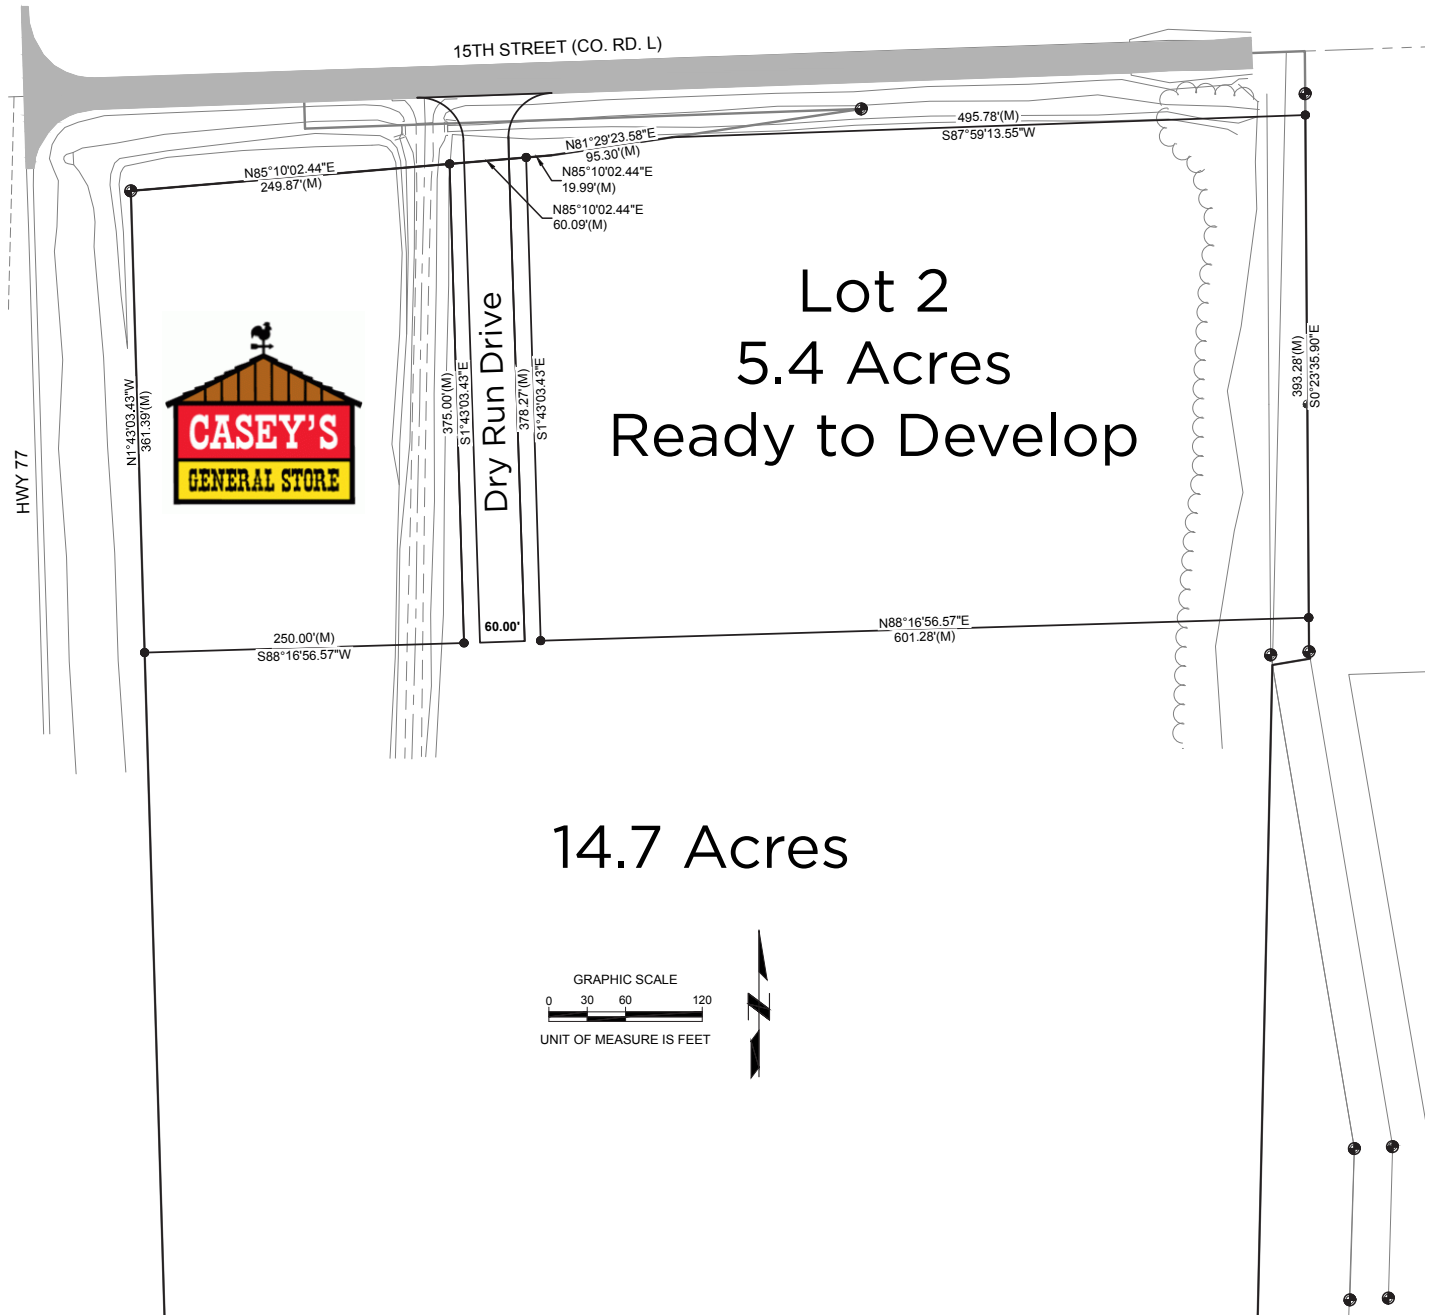 15TH STREET (CO. RD. L)
495.78'(M)
S87°59'13.55"W
N81°29'23.58"E
95.30'(M)
N85°10'02.44"E
19.99'(M)
N85°10'02.44"E
60.09'(M)
N85°10'02.44"E
249.87'(M)
Lot 2
5.4 Acres
Ready to Develop
393.28'(M)
S0°23'35.90"E
HWY 77
N1°43'03.43"W
361.39'(M)
CASEY'S
GENERAL STORE
375.00'(M)
S1°43'03.43"E
Dry Run Drive
378.27'(M)
S1°43'03.43"E
60.00'
250.00'(M)
S88°16'56.57"W
N88°16'56.57"E
601.28'(M)
14.7 Acres
GRAPHIC SCALE
0 30 60 120
UNIT OF MEASURE IS FEET
N